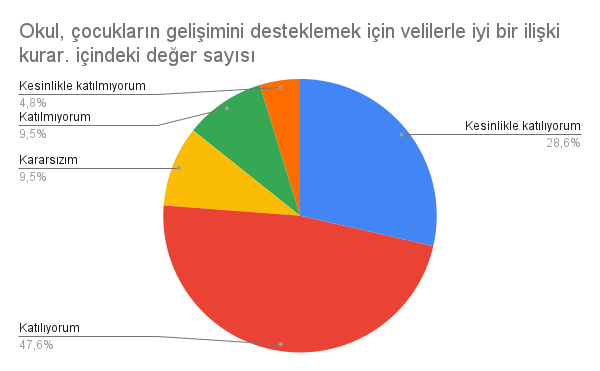 Okul, çocukların gelişimini desteklemek için velilerle iyi bir ilişki
kurar. içindeki değer sayısı
Kesinlikle katılmıyorum
4,8%
Katılmıyorum
9,5%
Kararsızım
9,5%
Katılıyorum
47,6%
Kesinlikle katılıyorum
28,6%